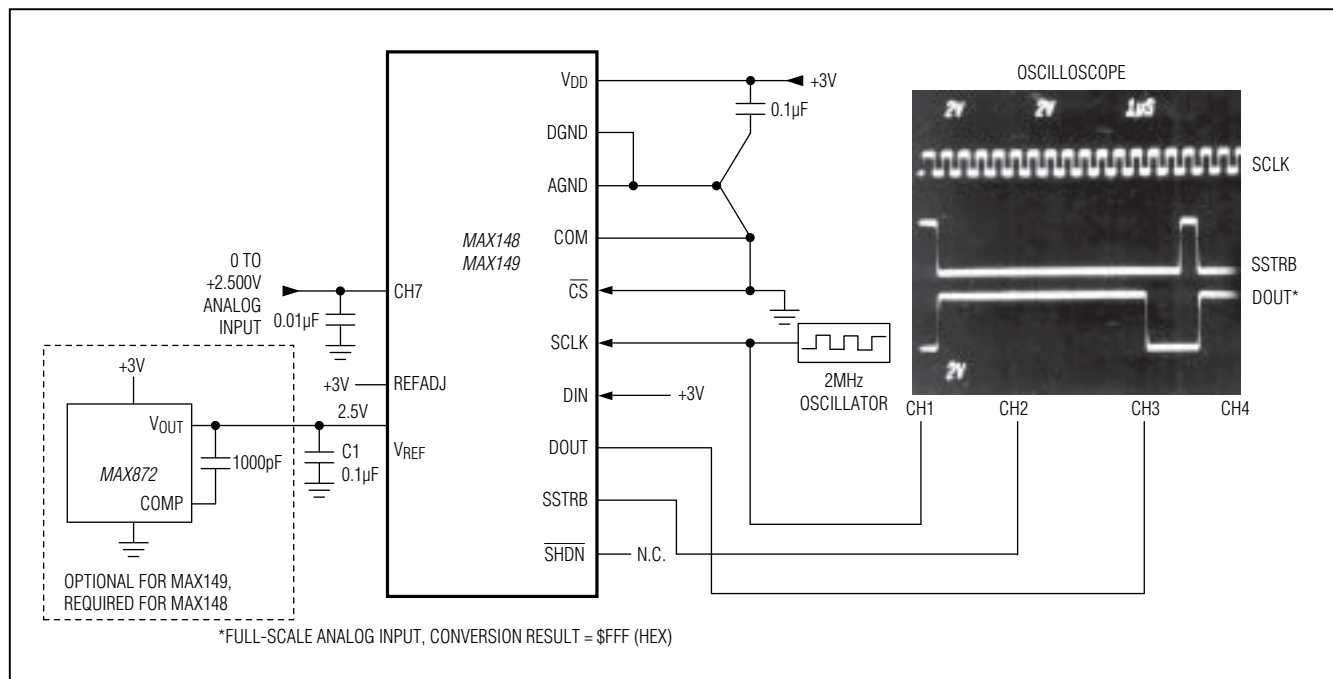 VDD
+3V
0.1µF
DGND
AGND
MAX148
MAX149
COM
CS
0 TO
+2.500V
ANALOG
INPUT
CH7
0.01µF
SCLK
2MHz
OSCILLATOR
+3V
REFADJ
DIN
+3V
+3V
VOUT
2.5V
VREF
1000pF
C1
0.1µF
MAX872
COMP
DOUT
SSTRB
SHDN
N.C.
OPTIONAL FOR MAX149,
REQUIRED FOR MAX148
*FULL-SCALE ANALOG INPUT, CONVERSION RESULT = $FFF (HEX)
OSCILLOSCOPE
2V 2V 1µS
SCLK
SSTRB
DOUT*
2V
CH1 CH2 CH3 CH4